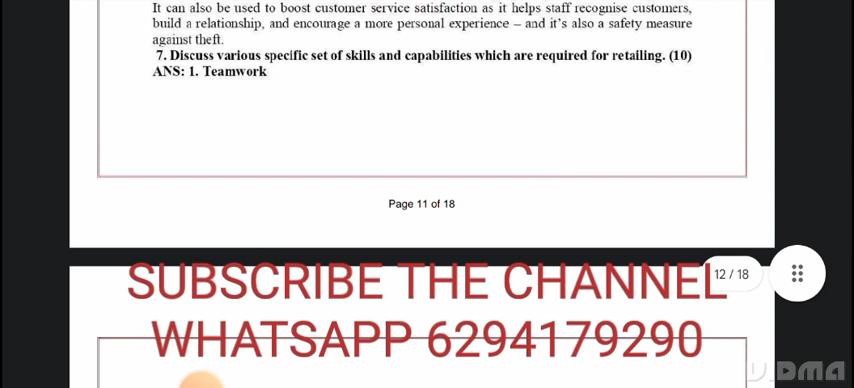 It can also be used to boost customer service satisfaction as it helps staff recognise customers,
build a relationship, and encourage a more personal experience – and it's also a safety measure
against theft.
7. Discuss various specific set of skills and capabilities which are required for retailing. (10)
ANS: 1. Teamwork
Page 11 of 18
12 / 18
SUBSCRIBE THE CHANNEL
WHATSAPP 6294179290